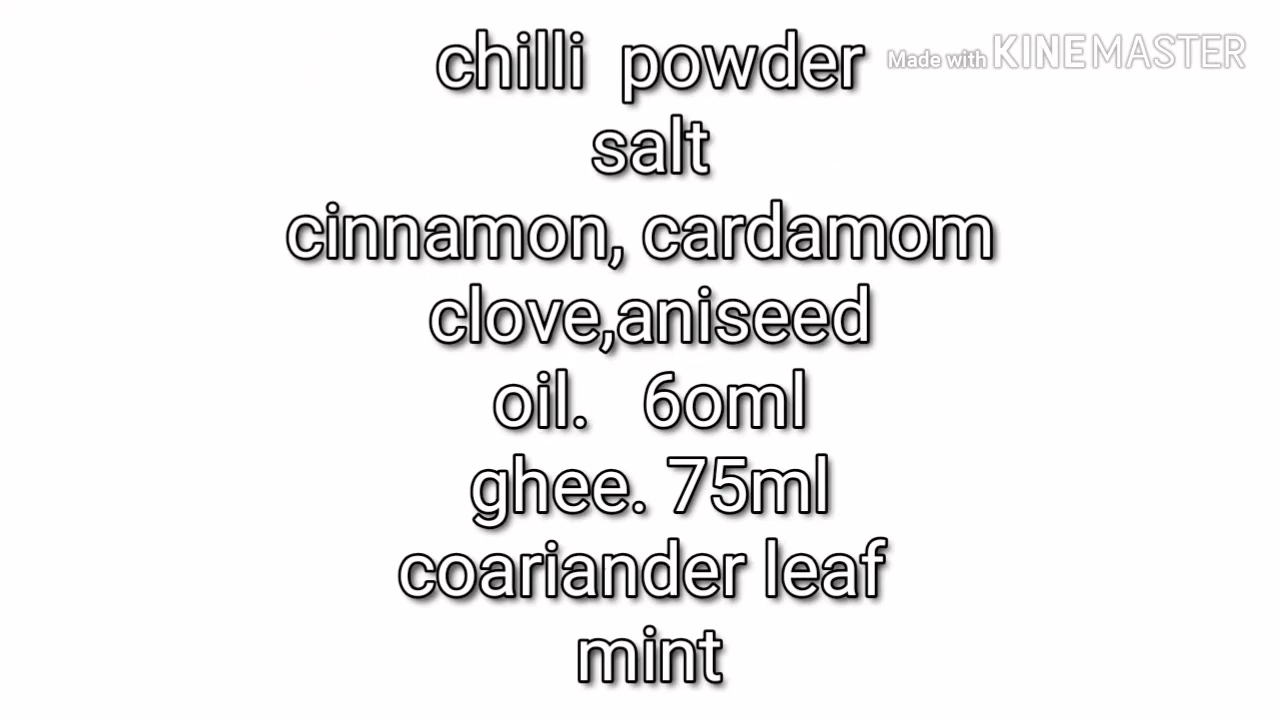 chilli powder
Made with KINEMASTER
salt
cinnamon, cardamom
clove,aniseed
oil. 6oml
ghee. 75ml
coariander leaf
mint